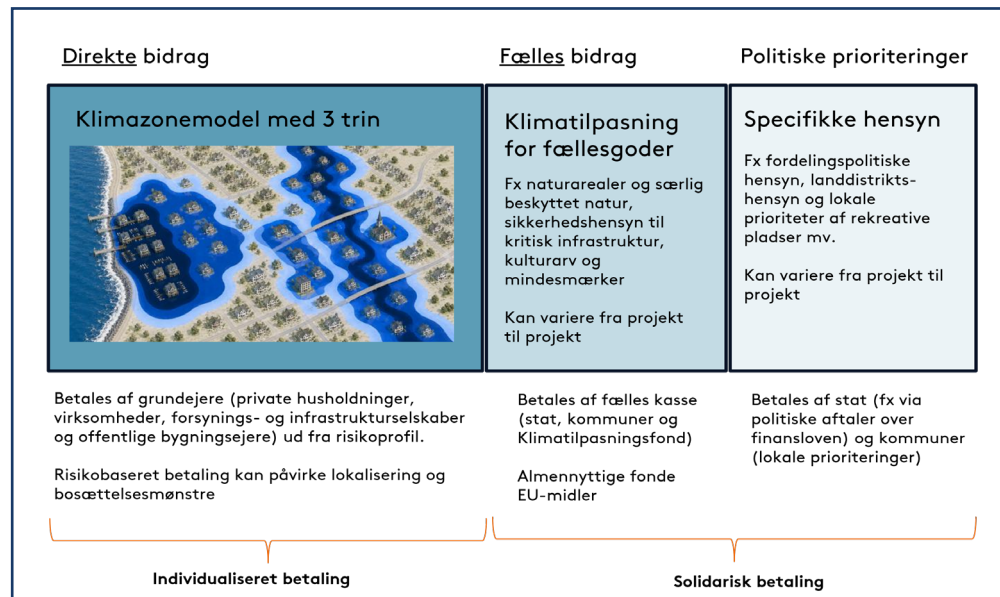 Direkte bidrag
Fælles bidrag
Politiske prioriteringer
Klimazonemodel med 3 trin
Klimatilpasning
for fællesgoder
Fx naturarealer og særlig
beskyttet natur,
sikkerhedshensyn til
kritisk infrastruktur,
kulturarv og
mindesmærker
Kan variere fra projekt
til projekt
Specifikke hensyn
Fx fordelingspolitiske
hensyn, landdistrikts-
hensyn og lokale
prioriteter af rekreative
pladser mv.
Kan variere fra projekt til
projekt
Betales af grundejere (private husholdninger,
virksomheder, forsynings- og infrastrukturselskaber
og offentlige bygningsejere) ud fra risikoprofil.
Risikobaseret betaling kan påvirke lokalisering og
bosættelsesmønstre
Betales af fælles kasse
(stat, kommuner og
Klimatilpasningsfond)
Almennyttige fonde
EU-midler
Betales af stat (fx via
politiske aftaler over
finansloven) og kommuner
(lokale prioriteringer)
Individualiseret betaling
Solidarisk betaling